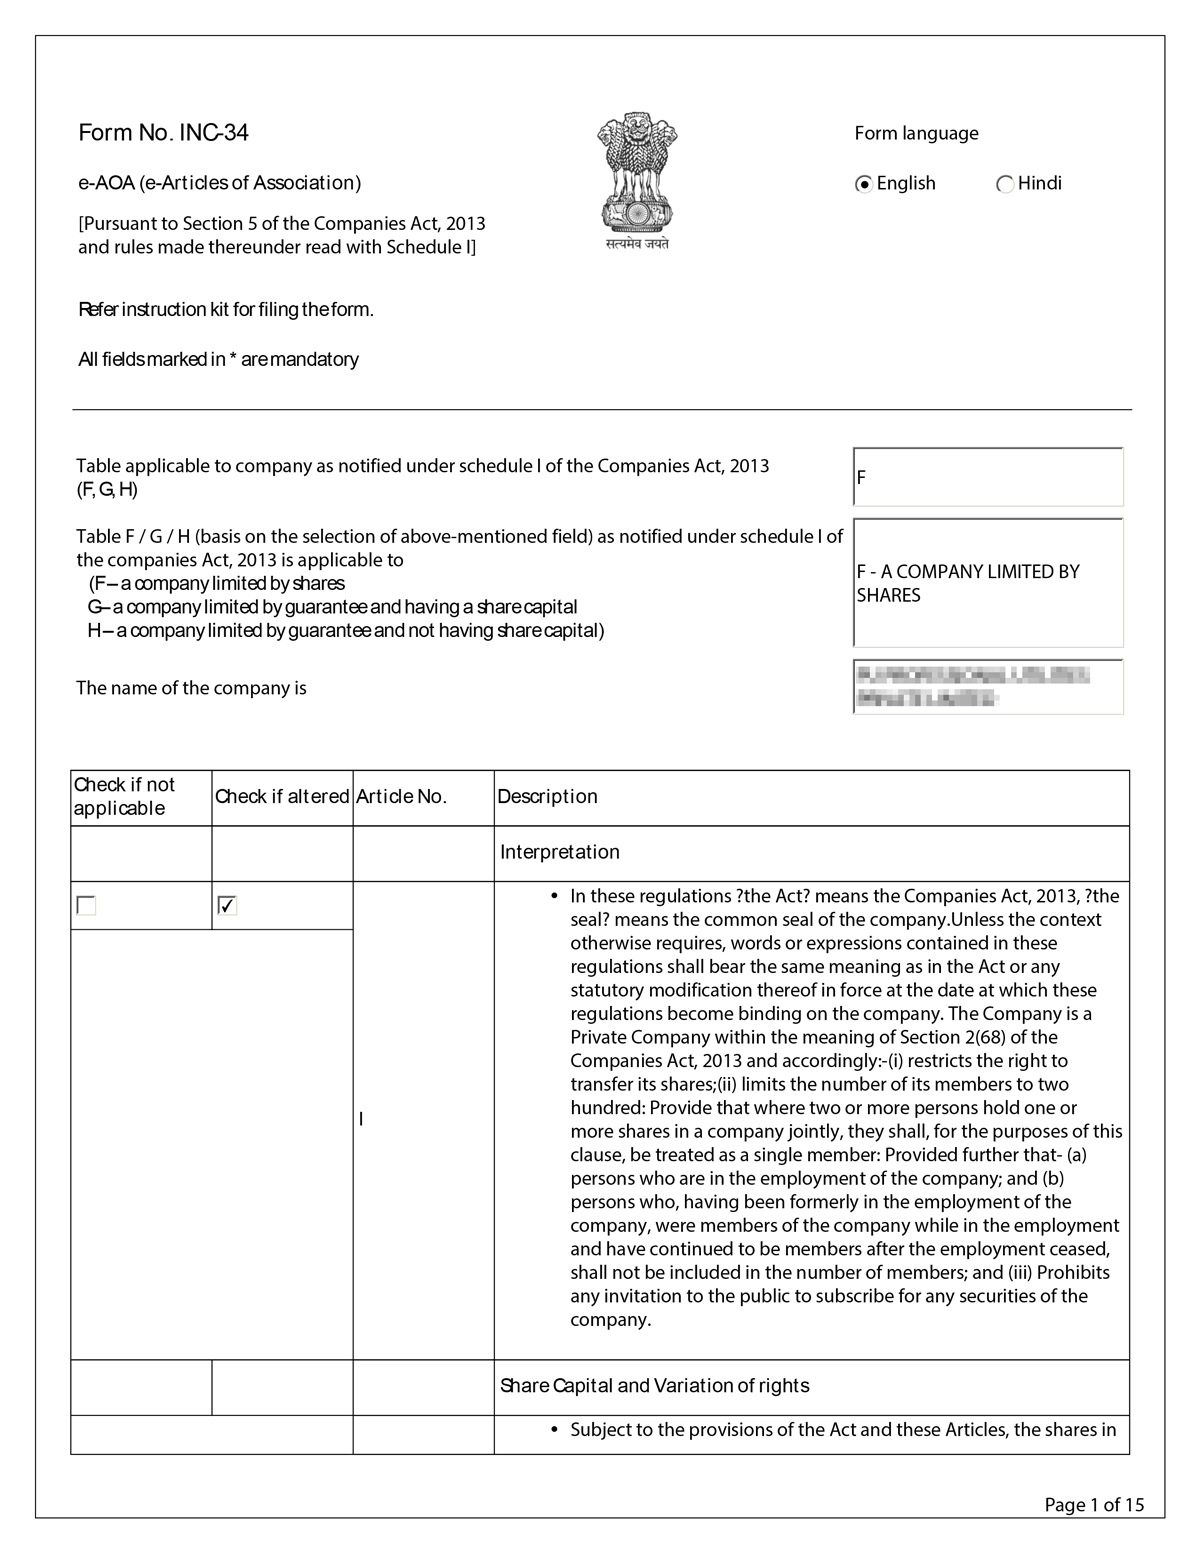 Form No. INC-34
e-AOA (e-Articles of Association)
[Pursuant to Section 5 of the Companies Act, 2013
and rules made thereunder read with Schedule I]
सत्यमेव जयते
Form language
English
Hindi
Refer instruction kit for filing the form.
All fields marked in * are mandatory
Table applicable to company as notified under schedule I of the Companies Act, 2013
(F, G, H)
F
Table F / G / H (basis on the selection of above-mentioned field) as notified under schedule I of
the companies Act, 2013 is applicable to
(F – a company limited by shares
G – a company limited by guarantee and having a share capital
H – a company limited by guarantee and not having share capital)
F - A COMPANY LIMITED BY
SHARES
The name of the company is
Check if not
applicable
Check if altered
Article No.
Description
Interpretation
I
• In these regulations ?the Act? means the Companies Act, 2013, ?the
seal? means the common seal of the company.Unless the context
otherwise requires, words or expressions contained in these
regulations shall bear the same meaning as in the Act or any
statutory modification thereof in force at the date at which these
regulations become binding on the company. The Company is a
Private Company within the meaning of Section 2(68) of the
Companies Act, 2013 and accordingly:-(i) restricts the right to
transfer its shares;(ii) limits the number of its members to two
hundred: Provide that where two or more persons hold one or
more shares in a company jointly, they shall, for the purposes of this
clause, be treated as a single member: Provided further that- (a)
persons who are in the employment of the company; and (b)
persons who, having been formerly in the employment of the
company, were members of the company while in the employment
and have continued to be members after the employment ceased,
shall not be included in the number of members; and (iii) Prohibits
any invitation to the public to subscribe for any securities of the
company.
Share Capital and Variation of rights
• Subject to the provisions of the Act and these Articles, the shares in
Page 1 of 15